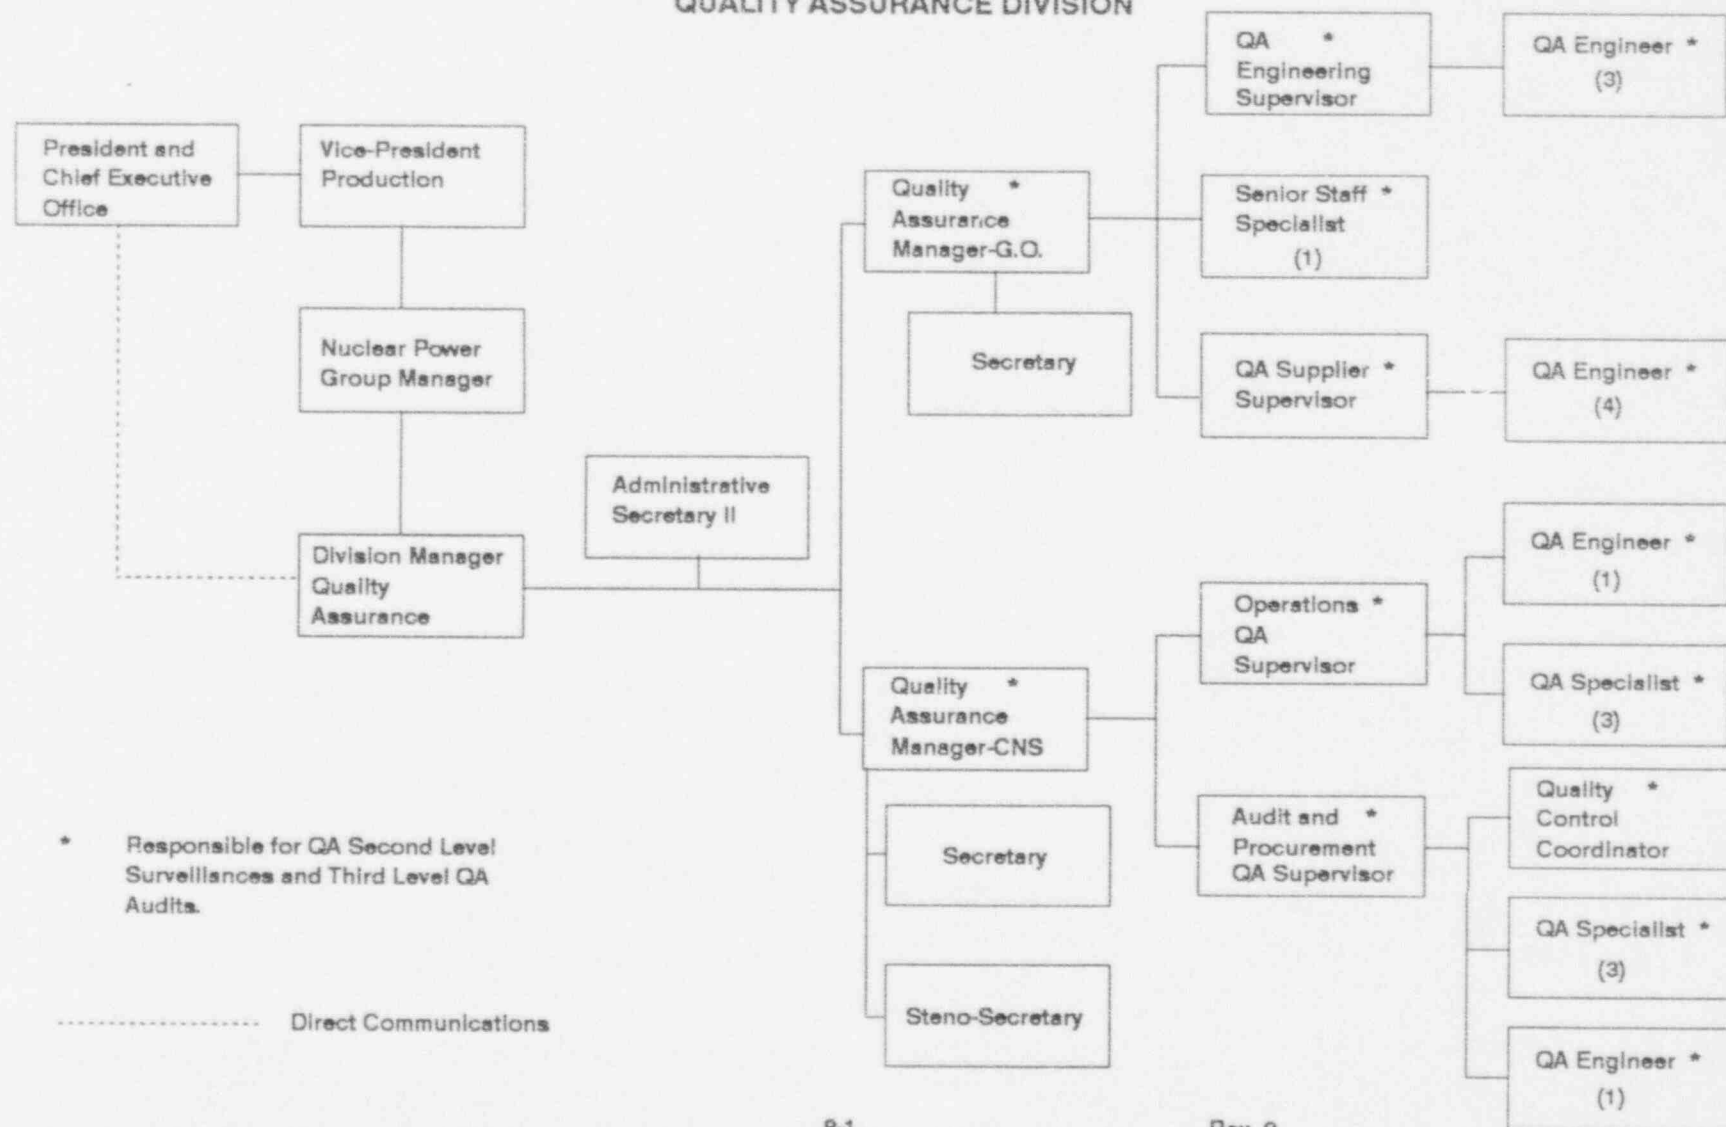 QUALITY ASSURANCE DIVISION
President and
Chief Executive
Office
Vice-President
Production
Nuclear Power
Group Manager
Division Manager
Quality
Assurance
Administrative
Secretary II
Quality *
Assurance
Manager-G.O.
Secretary
QA *
Engineering
Supervisor
QA Engineer *
(3)
Senior Staff *
Specialist
(1)
QA Supplier *
Supervisor
QA Engineer *
(4)
Quality *
Assurance
Manager-CNS
Secretary
Steno-Secretary
Operations *
QA
Supervisor
QA Engineer *
(1)
QA Specialist *
(3)
Audit and *
Procurement
QA Supervisor
Quality *
Control
Coordinator
QA Specialist *
(3)
QA Engineer *
(1)
* Responsible for QA Second Level
Surveillances and Third Level QA
Audits.
Direct Communications